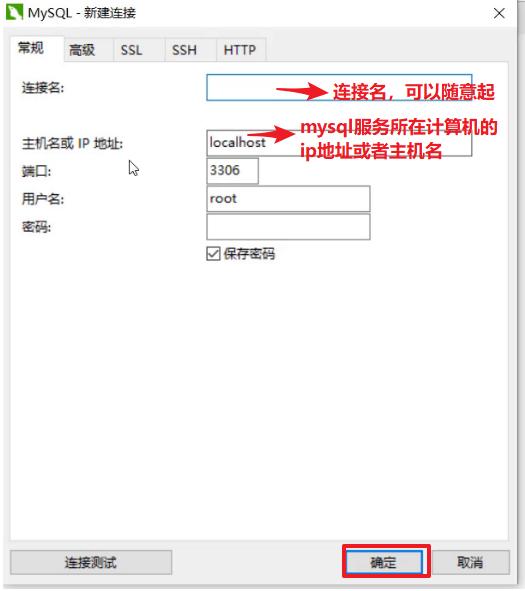 MySQL - 新建连接
常规 高级 SSL SSH HTTP
连接名:
连接名，可以随意起
主机名或 IP 地址:
localhost
mysql服务所在计算机的
ip地址或者主机名
端口:
3306
用户名:
root
密码:
保存密码
连接测试 确定 取消